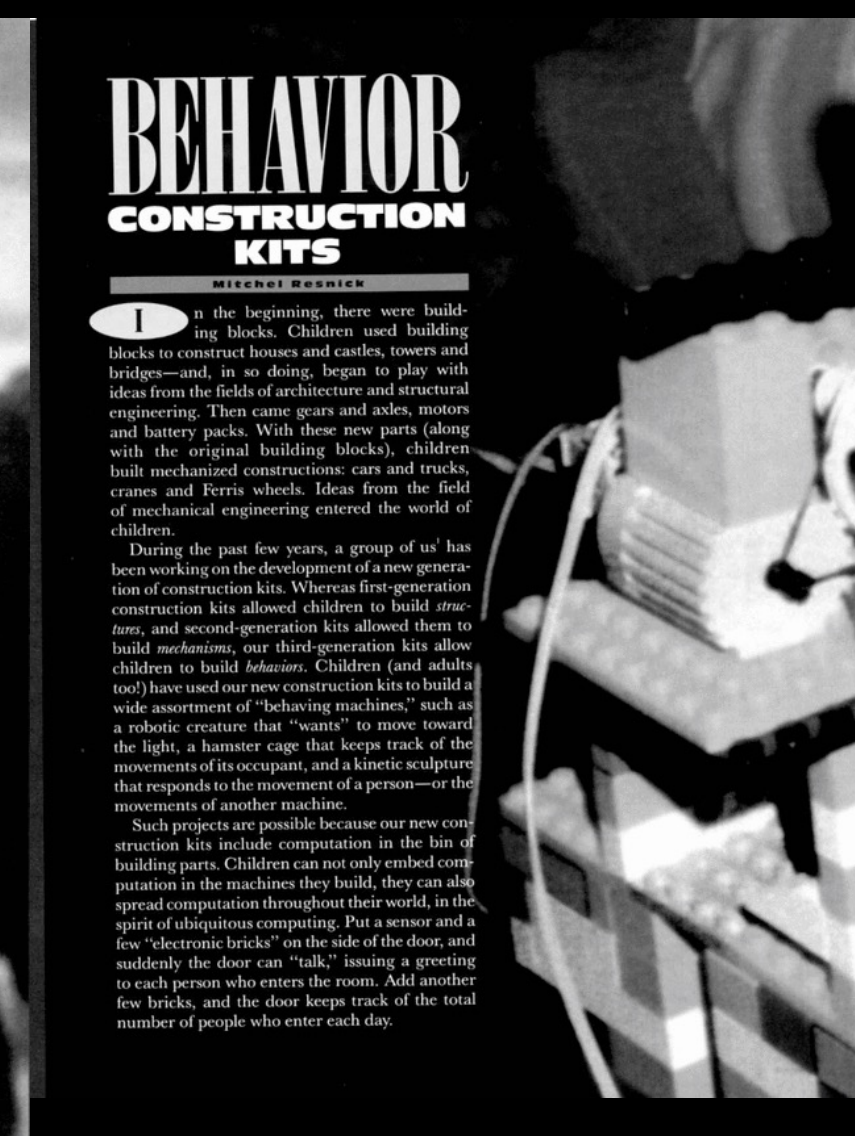 BEHAVIOR
CONSTRUCTION
KITS
Mitchel Resnick
In the beginning, there were build-
ing blocks. Children used building
blocks to construct houses and castles, towers and
bridges—and, in so doing, began to play with
ideas from the fields of architecture and structural
engineering. Then came gears and axles, motors
and battery packs. With these new parts (along
with the original building blocks), children
built mechanized constructions: cars and trucks,
cranes and Ferris wheels. Ideas from the field
of mechanical engineering entered the world of
children.
During the past few years, a group of us¹ has
been working on the development of a new genera-
tion of construction kits. Whereas first-generation
construction kits allowed children to build struc-
tures, and second-generation kits allowed them to
build mechanisms, our third-generation kits allow
children to build behaviors. Children (and adults
too!) have used our new construction kits to build a
wide assortment of “behaving machines,” such as
a robotic creature that “wants” to move toward
the light, a hamster cage that keeps track of the
movements of its occupant, and a kinetic sculpture
that responds to the movement of a person—or the
movements of another machine.
Such projects are possible because our new con-
struction kits include computation in the bin of
building parts. Children can not only embed com-
putation in the machines they build, they can also
spread computation throughout their world, in the
spirit of ubiquitous computing. Put a sensor and a
few “electronic bricks” on the side of the door, and
suddenly the door can “talk,” issuing a greeting
to each person who enters the room. Add another
few bricks, and the door keeps track of the total
number of people who enter each day.